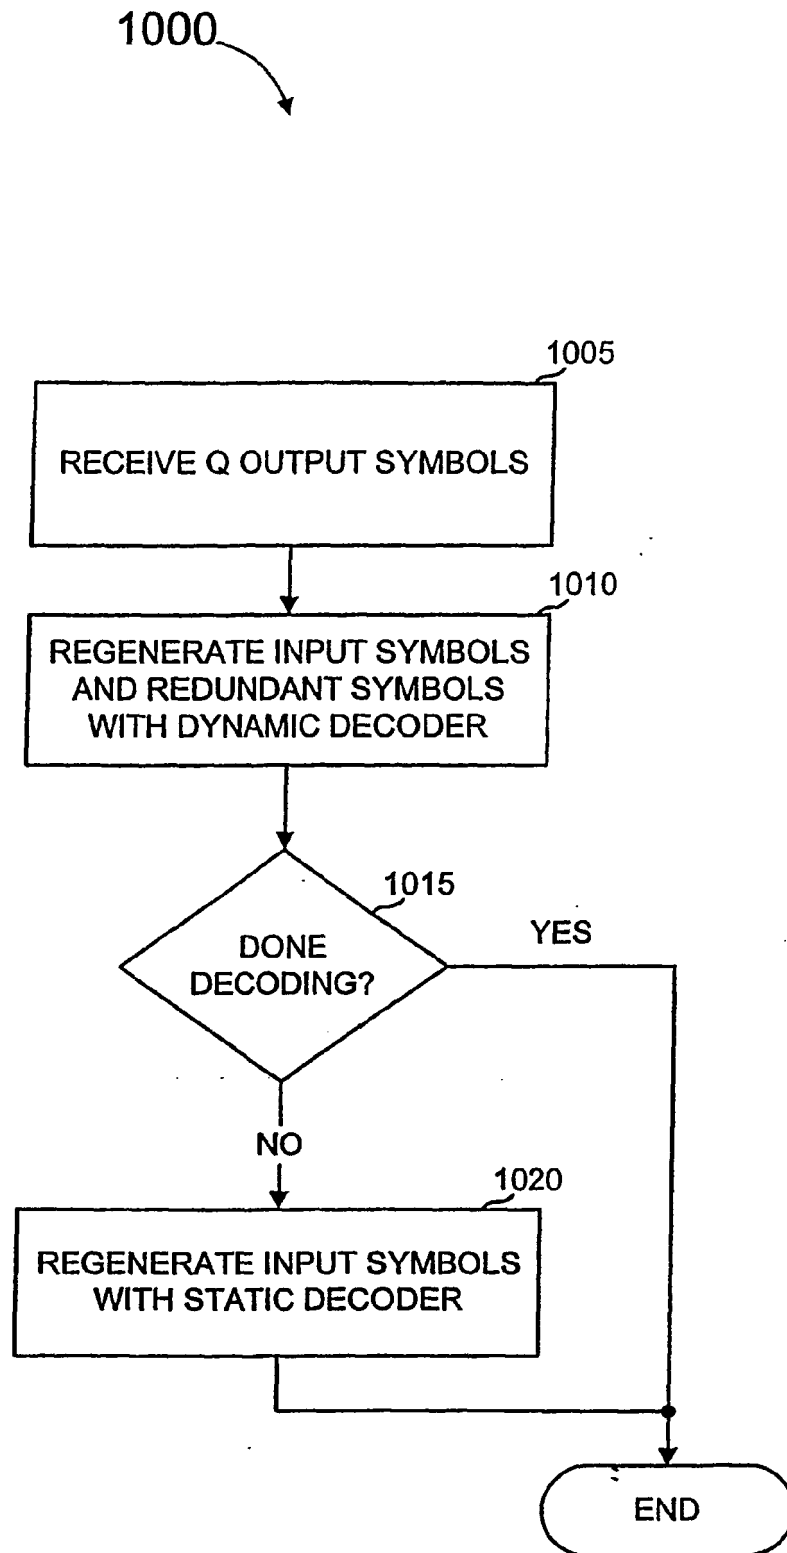 1000
1005
RECEIVE Q OUTPUT SYMBOLS
1010
REGENERATE INPUT SYMBOLS
AND REDUNDANT SYMBOLS
WITH DYNAMIC DECODER
1015
DONE
DECODING?
YES
NO
1020
REGENERATE INPUT SYMBOLS
WITH STATIC DECODER
END